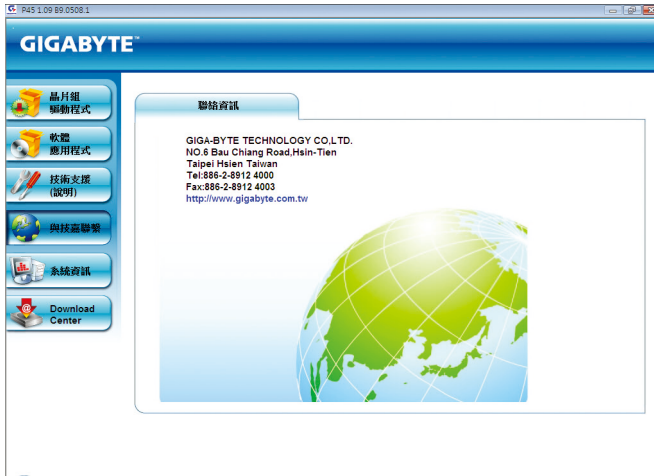 P45 1.09 B9.0508.1
GIGABYTE™
晶片組
驅動程式
軟體
應用程式
技術支援
(說明)
與技嘉聯繫
系統資訊
Download
Center
聯絡資訊
GIGA-BYTE TECHNOLOGY CO,LTD.
NO.6 Bau Chiang Road,Hsin-Tien
Taipei Hsien Taiwan
Tel:886-2-8912 4000
Fax:886-2-8912 4003
http://www.gigabyte.com.tw